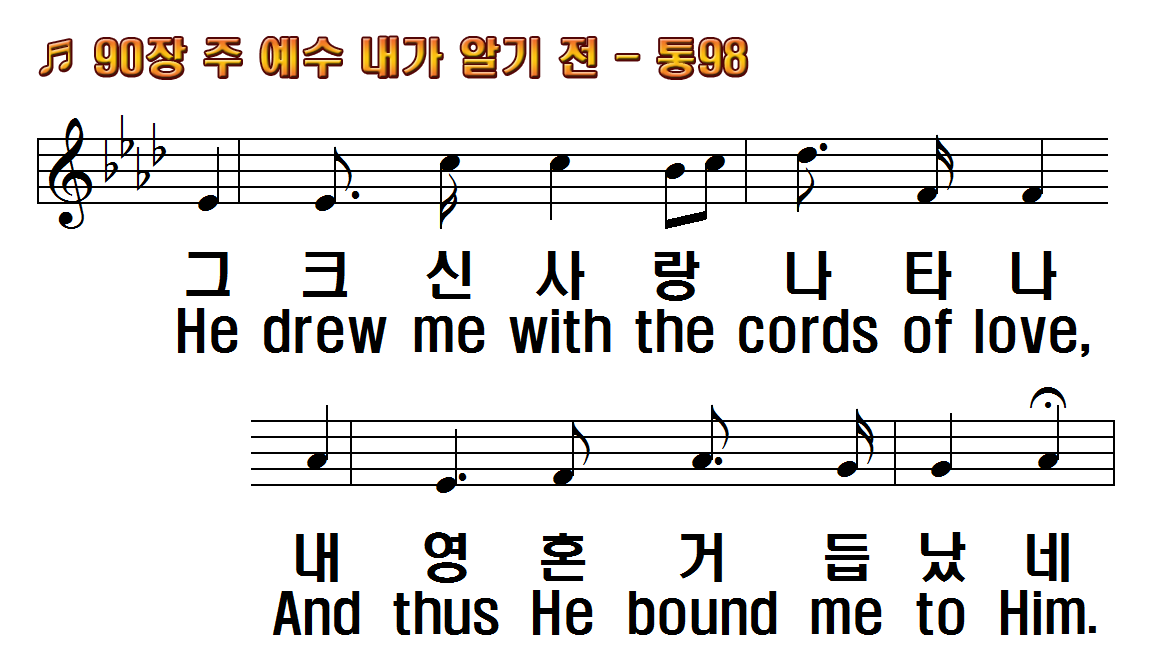 ♬ 90장 주 예수 내가 알기 전 - 통98
그 크 신 사 랑 나 타 나
He drew me with the cords of love,
내 영 혼 거 듭 났 네
And thus He bound me to Him.